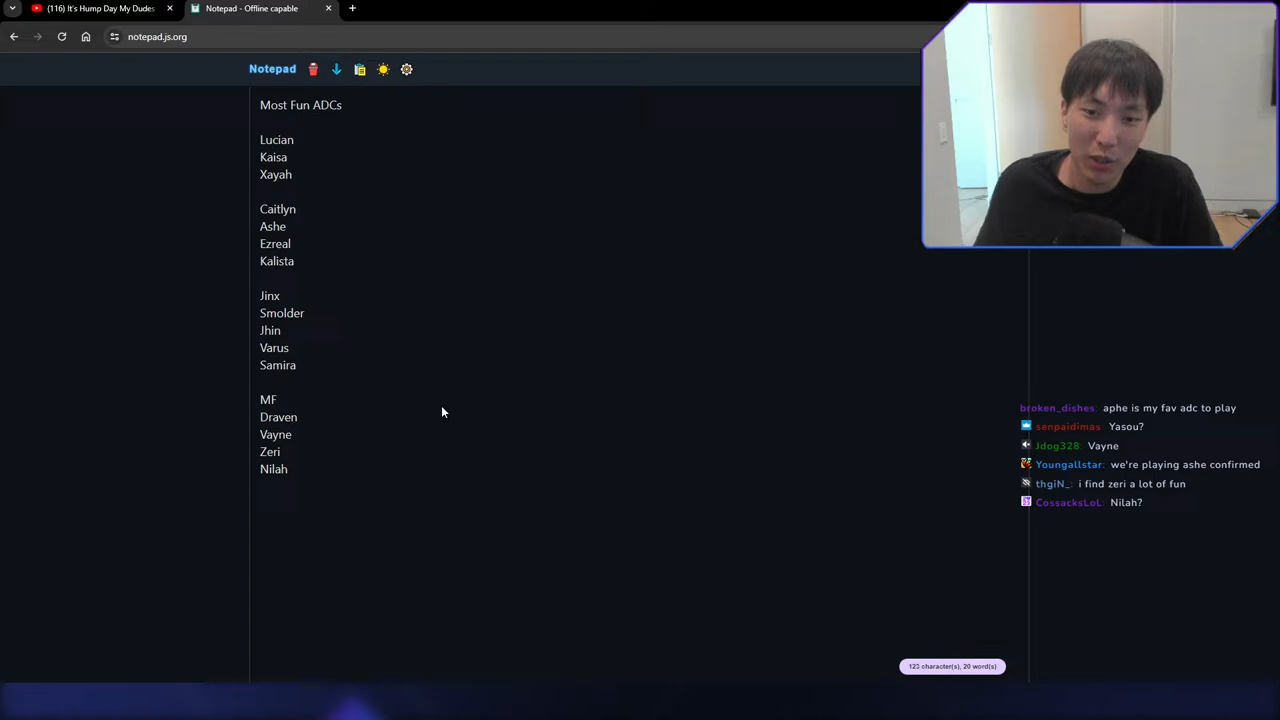 (116) It's Hump Day My Dudes
Notepad - Offline capable
notepad.js.org
Notepad
Most Fun ADCs
Lucian
Kaisa
Xayah
Caitlyn
Ashe
Ezreal
Kalista
Jinx
Smolder
Jhin
Varus
Samira
MF
Draven
Vayne
Zeri
Nilah
broken_dishes: aphe is my fav adc to play
senpaidimas: Yasou?
Jdog328: Vayne
Youngallstar: we're playing ashe confirmed
thgiN_: i find zeri a lot of fun
CossacksLoL: Nilah?
123 character(s), 20 word(s)